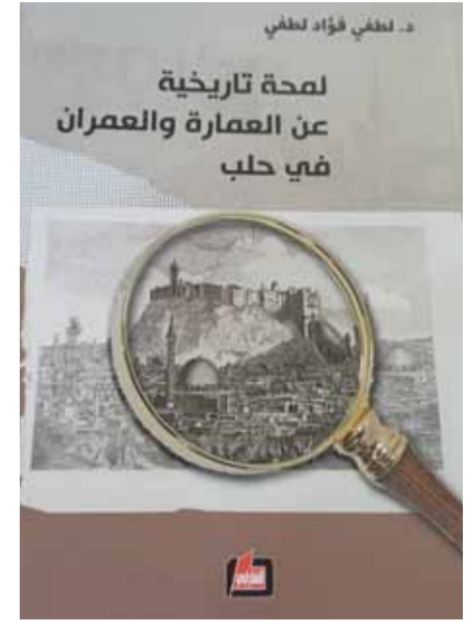 د. لطفي فؤاد لطفي
لمحة تاريخية
عن العمارة والعمران
في حلب